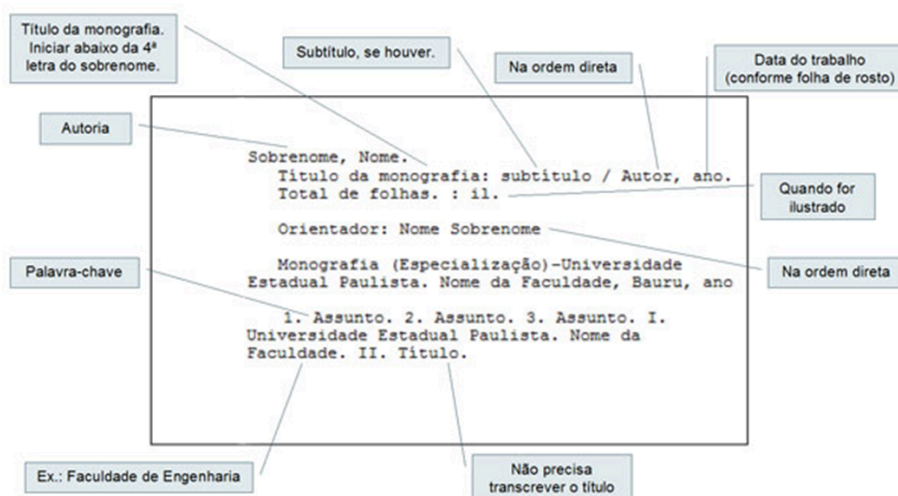 Título da monografia.
Iniciar abaixo da 4ª
letra do sobrenome.
Subtítulo, se houver.
Na ordem direta
Data do trabalho
(conforme folha de rosto)
Autoria
Sobrenome, Nome.
Título da monografia: subtítulo / Autor, ano.
Total de folhas. : il.
Quando for
ilustrado
Orientador: Nome Sobrenome
Palavra-chave
Na ordem direta
Monografia (Especialização)-Universidade
Estadual Paulista. Nome da Faculdade, Bauru, ano
1. Assunto. 2. Assunto. 3. Assunto. I.
Universidade Estadual Paulista. Nome da
Faculdade. II. Título.
Ex.: Faculdade de Engenharia
Não precisa
transcrever o título